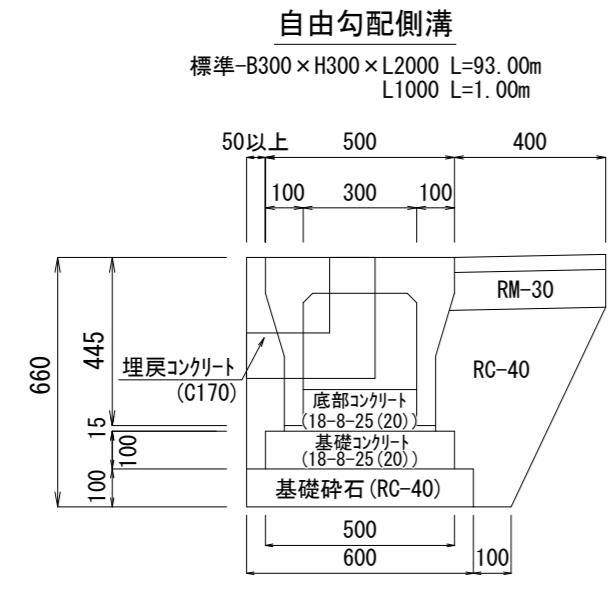 自由勾配側溝
標準-B300×H300×L2000 L=93.00m
L1000 L=1.00m
50以上
500
400
100
300
100
RM-30
660
445
埋戻コンクリート
(C170)
RC-40
底部コンクリート
(18-8-25(20))
15
100
基礎コンクリート
(18-8-25(20))
100
基礎砕石(RC-40)
500
600
100